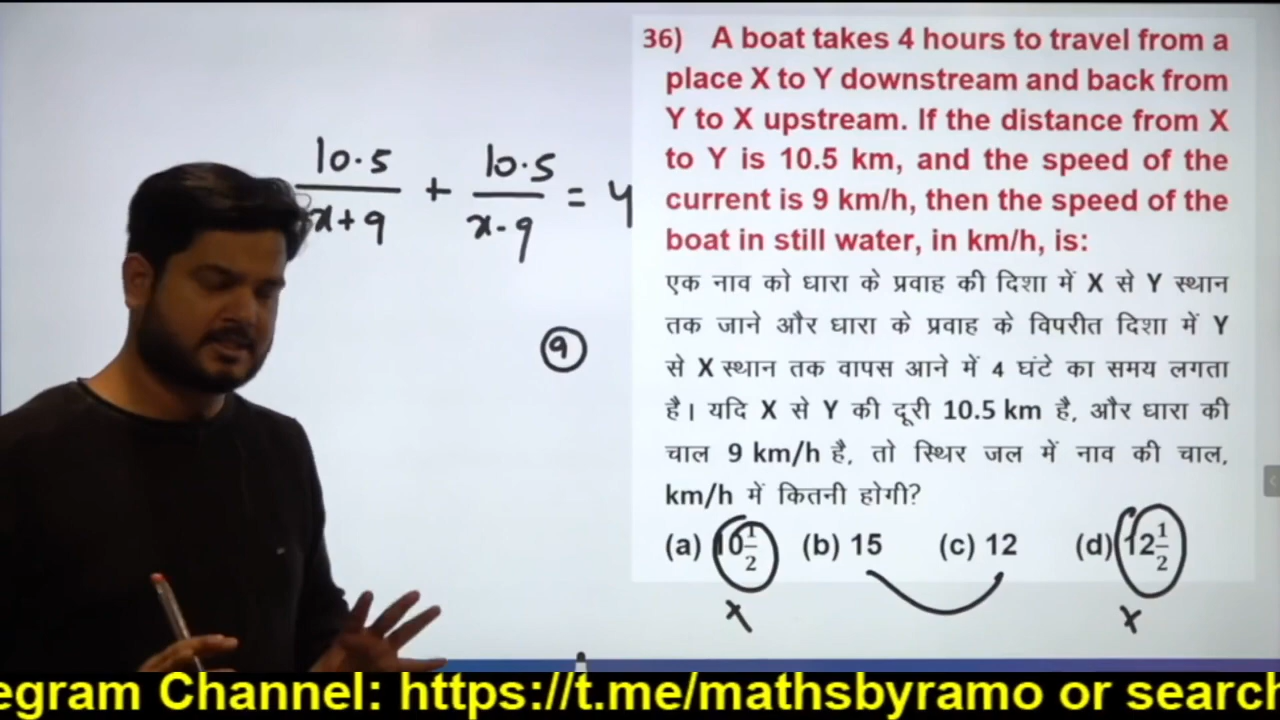 36) A boat takes 4 hours to travel from a
place X to Y downstream and back from
Y to X upstream. If the distance from X
to Y is 10.5 km, and the speed of the
current is 9 km/h, then the speed of the
boat in still water, in km/h, is:
एक नाव को धारा के प्रवाह की दिशा में X से Y स्थान
तक जाने और धारा के प्रवाह के विपरीत दिशा में Y
से X स्थान तक वापस आने में 4 घंटे का समय लगता
है। यदि X से Y की दूरी 10.5 km है, और धारा की
चाल 9 km/h है, तो स्थिर जल में नाव की चाल,
km/h में कितनी होगी?
(a) 10 1/2 (b) 15 (c) 12 (d) 12 1/2
x x
10.5/x+9 + 10.5/x-9 = 4
9
egram Channel: https://t.me/mathsbyramo or search